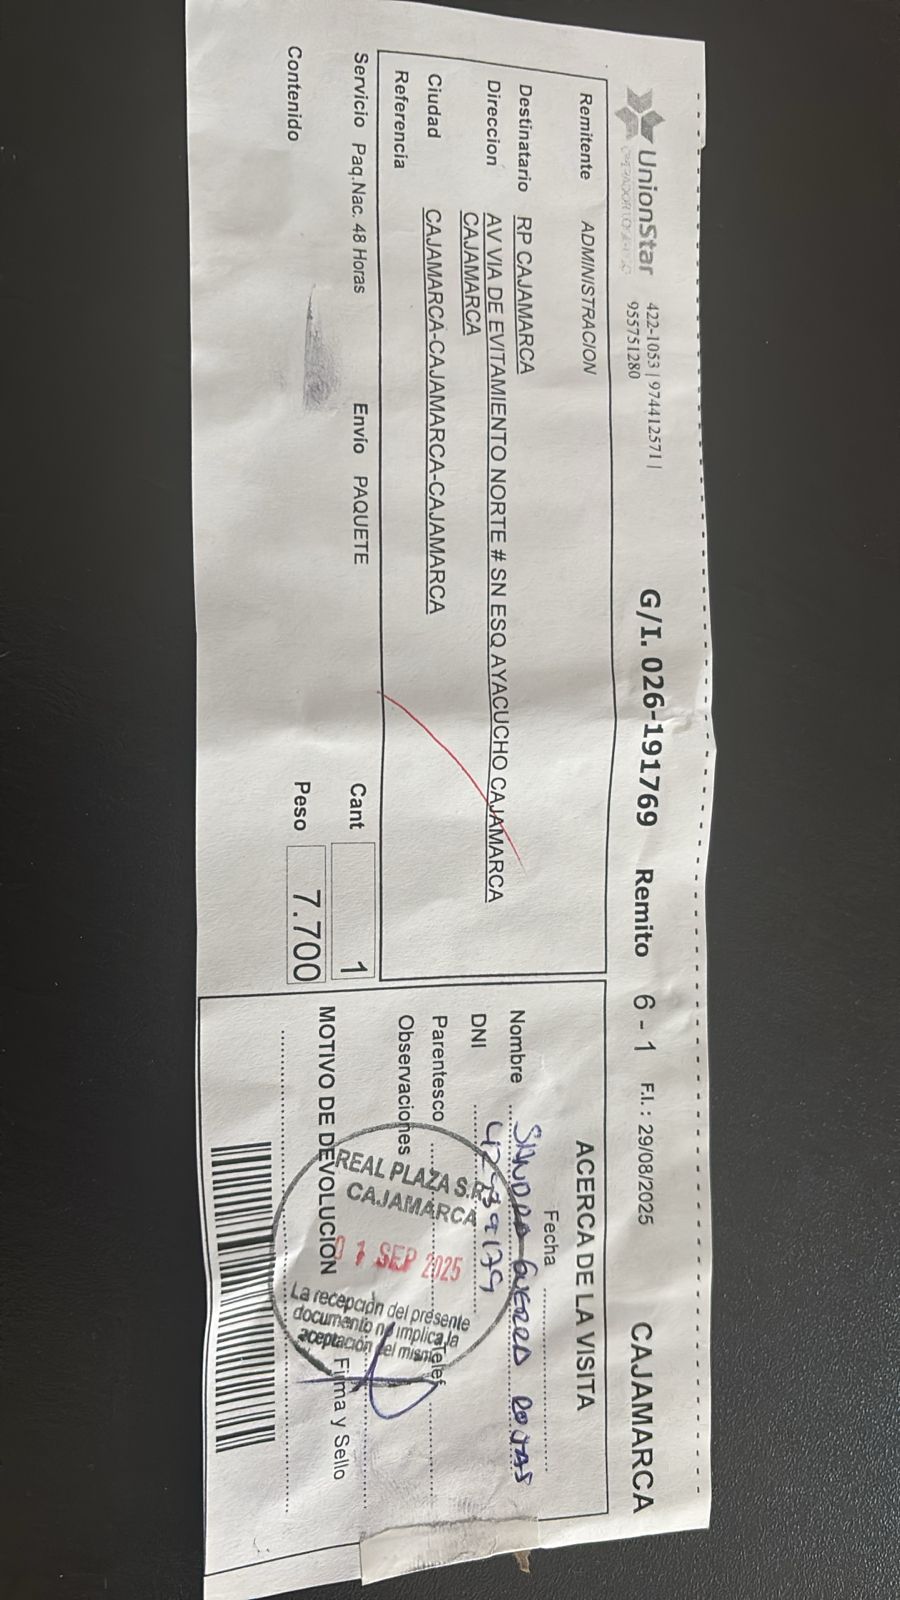 UnionStar
422-1053 | 974412571 |
955751280
G/I. 026-191769 Remito 6 - 1 F.I. : 29/08/2025 CAJAMARCA
Remitente ADMINISTRACION
Destinatario RP CAJAMARCA
Direccion AV VIA DE EVITAMIENTO NORTE # SN ESQ AYACUCHO CAJAMARCA
CAJAMARCA
Ciudad CAJAMARCA-CAJAMARCA-CAJAMARCA
Referencia
Servicio Paq.Nac. 48 Horas Envío PAQUETE Cant 1
Contenido Peso 7.700
ACERCA DE LA VISITA
Fecha
Nombre Guerra Rojas
DNI
Parentesco Telef
Observaciones
MOTIVO DE DEVOLUCIÓN Firma y Sello
REAL PLAZA S.R
CAJAMARCA
01 SEP 2025
La recepción del presente
documento no implica la
aceptación del mismo